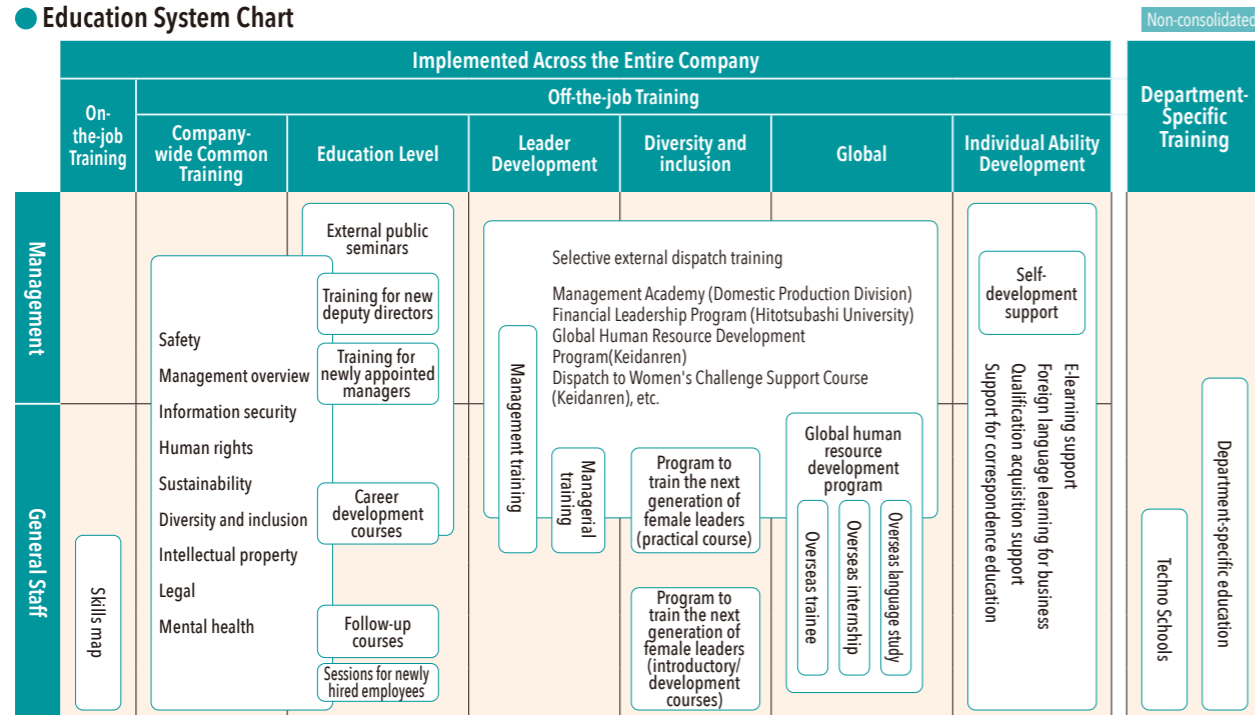 Education System Chart
Non-consolidated
Implemented Across the Entire Company
On-
the-job
Training
Off-the-job Training
Company-
wide Common
Training
Education Level
Leader
Development
Diversity and
inclusion
Global
Individual Ability
Development
Department-
Specific
Training
Management
General Staff
Skills map
Safety
Management overview
Information security
Human rights
Sustainability
Diversity and inclusion
Intellectual property
Legal
Mental health
External public
seminars
Training for new
deputy directors
Training for
newly appointed
managers
Career
development
courses
Follow-up
courses
Sessions for newly
hired employees
Selective external dispatch training
Management Academy (Domestic Production Division)
Financial Leadership Program (Hitotsubashi University)
Global Human Resource Development
Program(Keidanren)
Dispatch to Women's Challenge Support Course
(Keidanren), etc.
Management training
Managerial
training
Program to
train the next
generation of
female leaders
(practical course)
Program to
train the next
generation of
female leaders
(introductory/
development
courses)
Global human
resource
development
program
Overseas trainee
Overseas internship
Overseas language study
Self-
development
support
E-learning support
Foreign language learning for business
Qualification acquisition support
Support for correspondence education
Techno Schools
Department-specific education